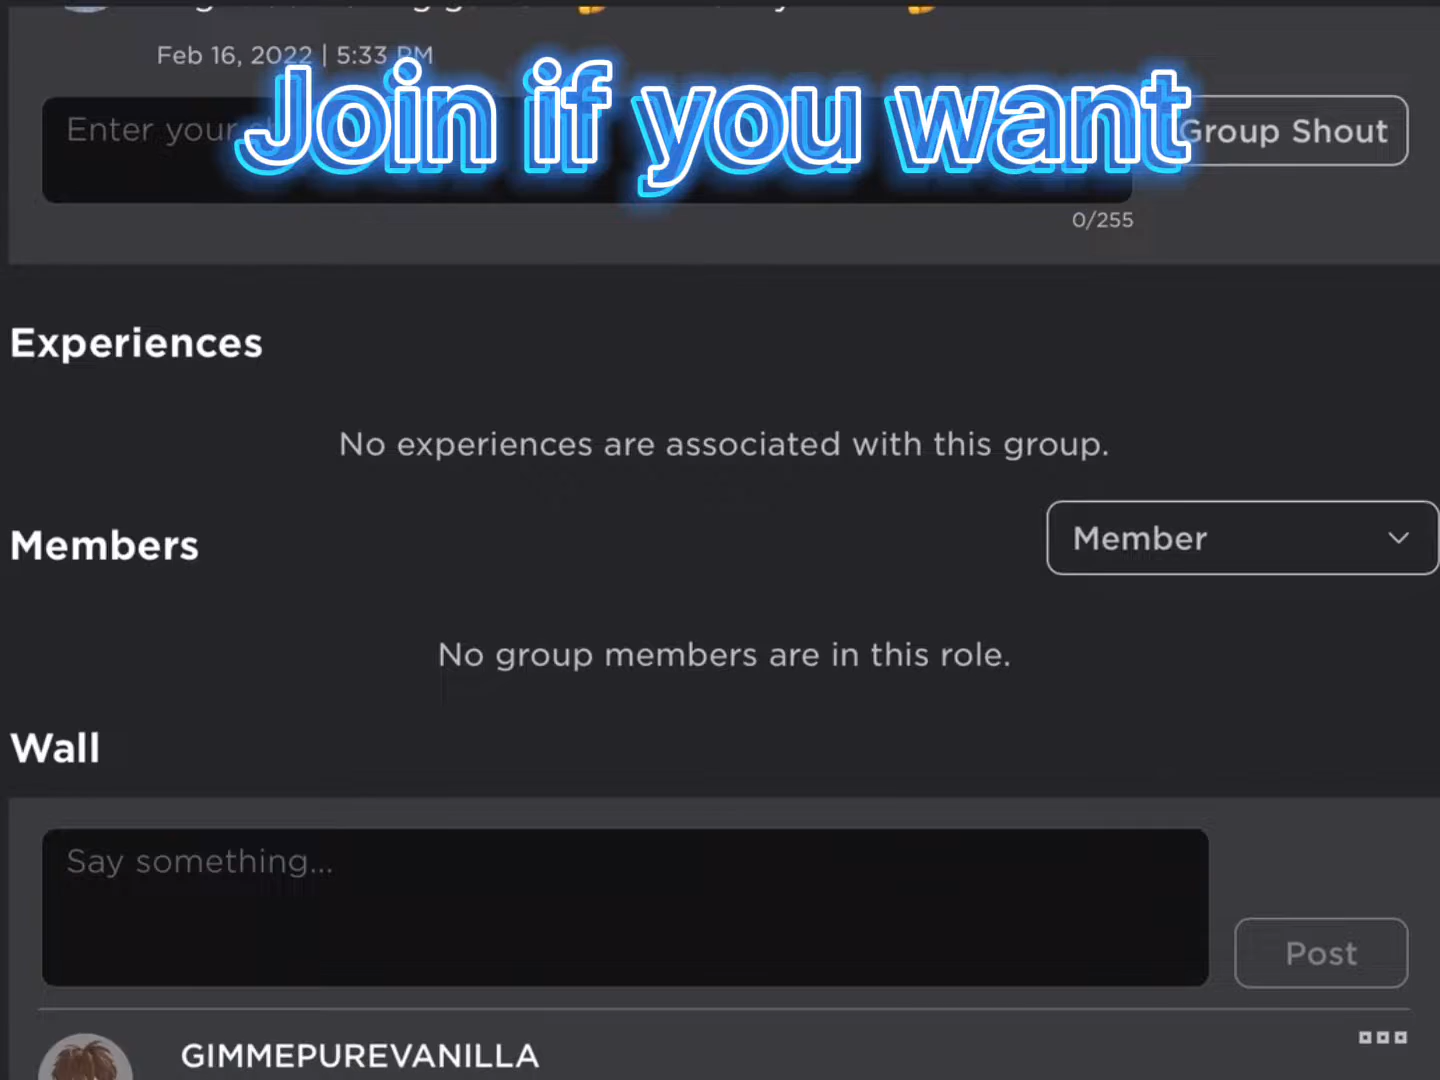 Feb 16, 2022 | 5:33 PM
Join if you want
Enter your
Group Shout
0/255
Experiences
No experiences are associated with this group.
Members
Member
No group members are in this role.
Wall
Say something...
Post
GIMMEPUREVANILLA